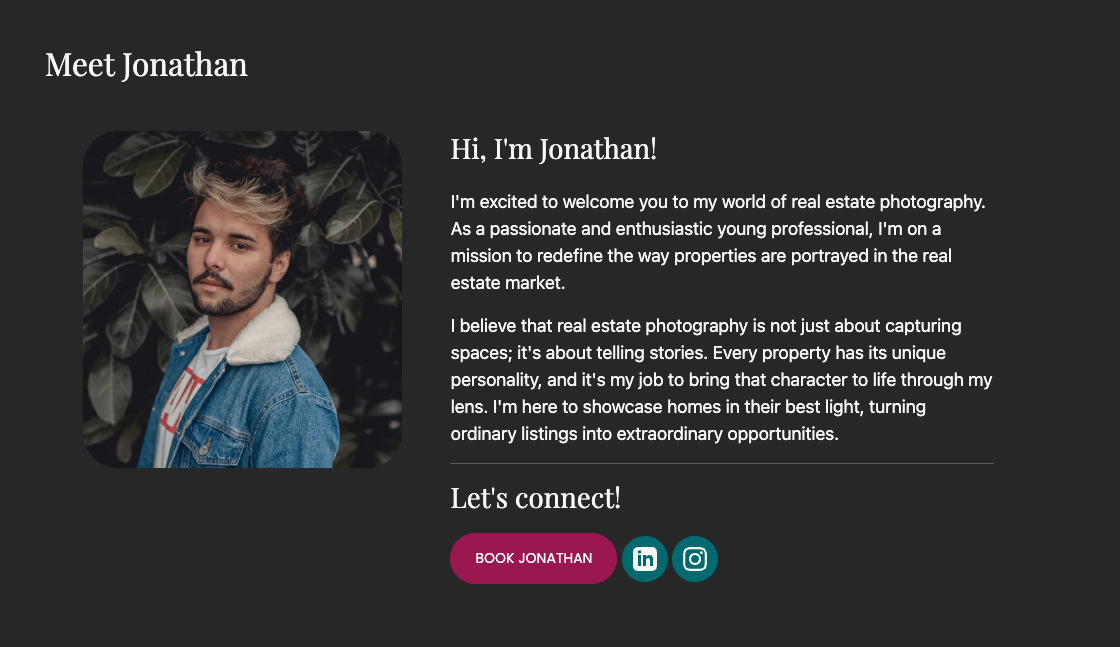 Meet Jonathan
Hi, I'm Jonathan!
I'm excited to welcome you to my world of real estate photography.
As a passionate and enthusiastic young professional, I'm on a
mission to redefine the way properties are portrayed in the real
estate market.
I believe that real estate photography is not just about capturing
spaces; it's about telling stories. Every property has its unique
personality, and it's my job to bring that character to life through my
lens. I'm here to showcase homes in their best light, turning
ordinary listings into extraordinary opportunities.
Let's connect!
BOOK JONATHAN
in